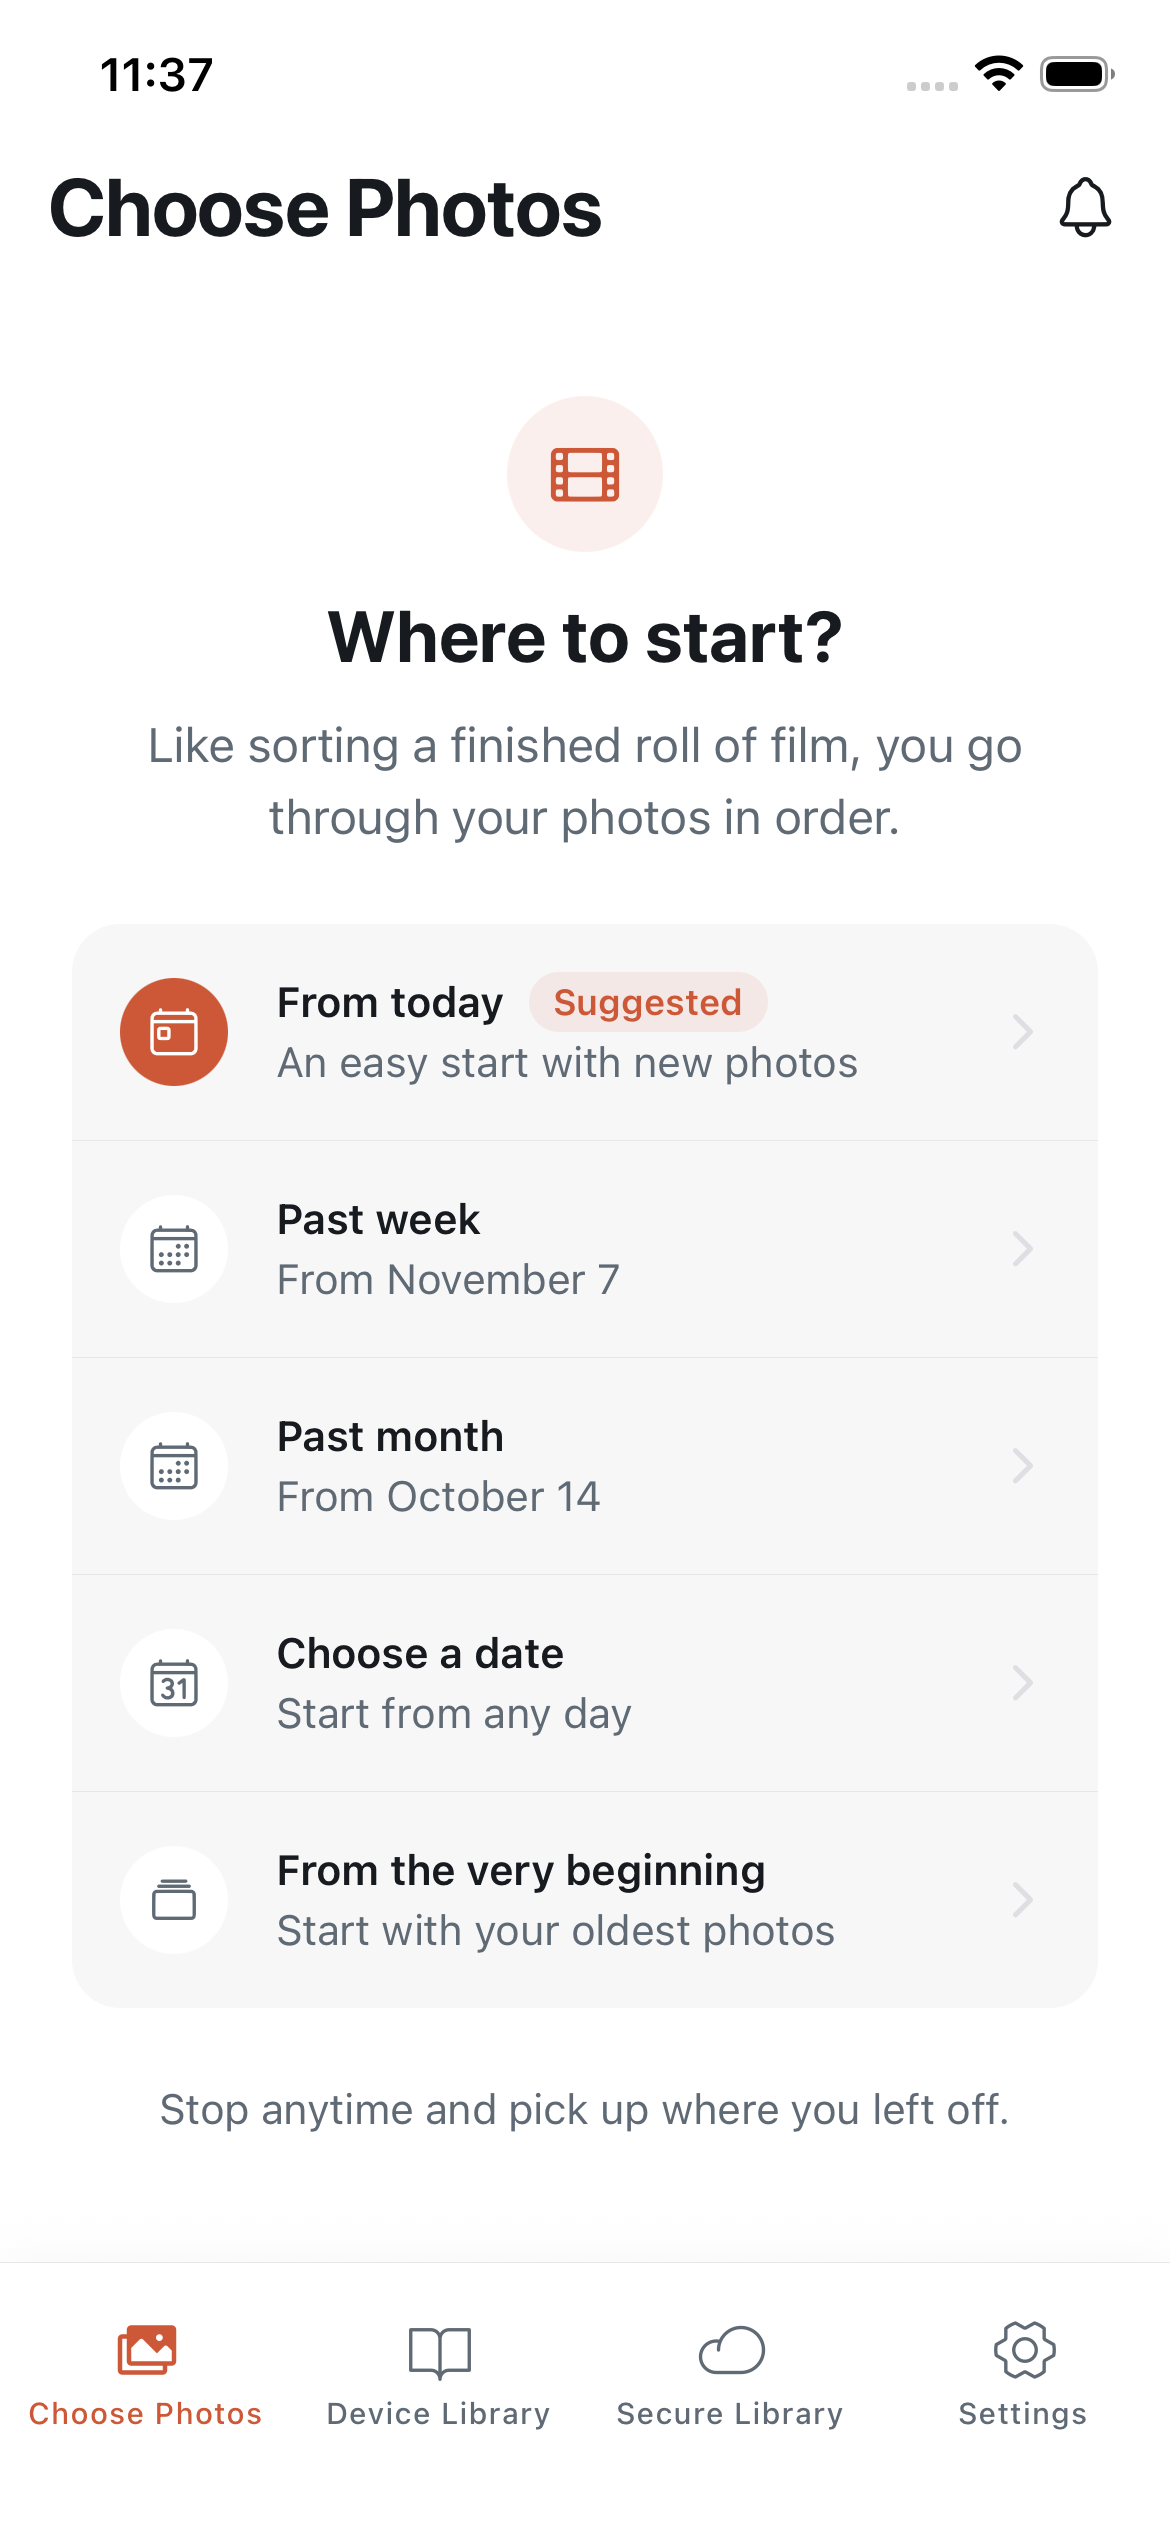 11:37
Choose Photos
Where to start?
Like sorting a finished roll of film, you go
through your photos in order.
From today Suggested
An easy start with new photos
Past week
From November 7
Past month
From October 14
31
Choose a date
Start from any day
From the very beginning
Start with your oldest photos
Stop anytime and pick up where you left off.
Choose Photos Device Library Secure Library Settings